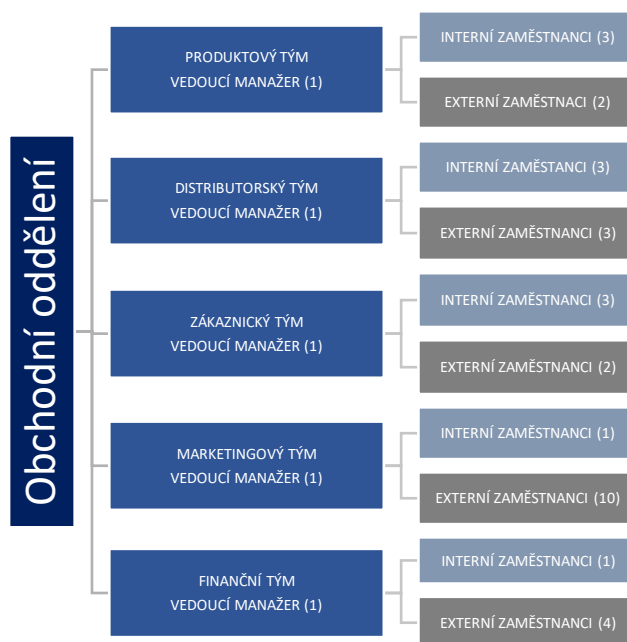 Obchodní oddělení
PRODUKTOVÝ TÝM
VEDOUCÍ MANAŽER (1)
INTERNÍ ZAMĚSTNANCI (3)
EXTERNÍ ZAMĚSTNACI (2)
DISTRIBUTORSKÝ TÝM
VEDOUCÍ MANAŽER (1)
INTERNÍ ZAMĚSTANCI (3)
EXTERNÍ ZAMĚSTNANCI (3)
ZÁKAZNICKÝ TÝM
VEDOUCÍ MANAŽER (1)
INTERNÍ ZAMĚSTNANCI (3)
EXTERNÍ ZAMĚSTNANCI (2)
MARKETINGOVÝ TÝM
VEDOUCÍ MANAŽER (1)
INTERNÍ ZAMĚSTNANCI (1)
EXTERNÍ ZAMĚSTNANCI (10)
FINANČNÍ TÝM
VEDOUCÍ MANAŽER (1)
INTERNÍ ZAMĚSTNANCI (1)
EXTERNÍ ZAMĚSTNANCI (4)